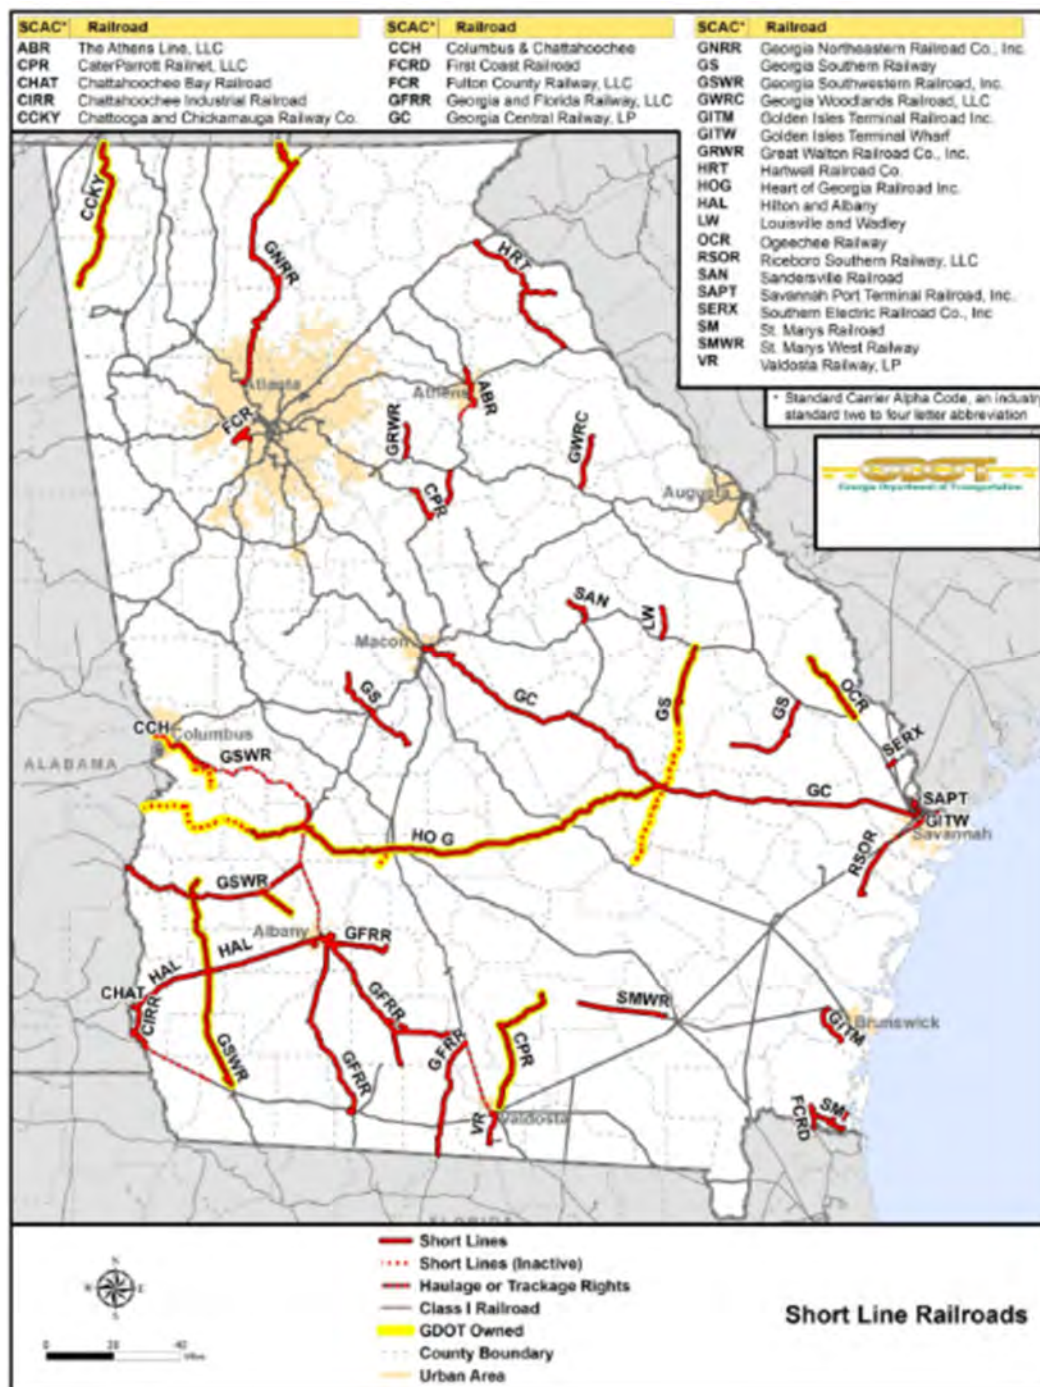 SCAC* Railroad
ABR The Athens Line, LLC
CPR CaterParrott Railnet, LLC
CHAT Chattahoochee Bay Railroad
CIRR Chattahoochee Industrial Railroad
CCKY Chattooga and Chickamauga Railway Co.
SCAC* Railroad
CCH Columbus & Chattahoochee
FCRD First Coast Railroad
FCR Fulton County Railway, LLC
GFRR Georgia and Florida Railway, LLC
GC Georgia Central Railway, LP
SCAC* Railroad
GNRR Georgia Northeastern Railroad Co., Inc.
GS Georgia Southern Railway
GSWR Georgia Southwestern Railroad, Inc.
GWRC Georgia Woodlands Railroad, LLC
GITM Golden Isles Terminal Railroad Inc.
GITW Golden Isles Terminal Wharf
GRWR Great Walton Railroad Co., Inc.
HRT Hartwell Railroad Co.
HOG Heart of Georgia Railroad Inc.
HAL Hilton and Albany
LW Louisville and Wadley
OCR Ogeechee Railway
RSOR Riceboro Southern Railway, LLC
SAN Sandersville Railroad
SAPT Savannah Port Terminal Railroad, Inc.
SERX Southern Electric Railroad Co., Inc
SM St. Marys Railroad
SMWR St. Marys West Railway
VR Valdosta Railway, LP
* Standard Carrier Alpha Code, an industry
standard two to four letter abbreviation
GDOT
Georgia Department of Transportation
CCKY
GNRR
HRT
Atlanta
Athens
ABR
FCR
GRWR
GWRC
CPR
Augusta
SAN
LW
Macon
GS
GC
GS
GS
OCR
CCH
Columbus
GSWR
SERX
ALABAMA
GC
SAPT
GITW
Savannah
HOG
RSOR
GSWR
Albany
GFRR
HAL
HAL
CHAT
CIRR
GFRR
SMWR
GITM
Brunswick
GSWR
GFRR
GFRR
CPR
VR
Valdosta
FCRD
SM
FLORIDA
N
W E
S
0 20 40
Miles
Short Lines
Short Lines (Inactive)
Haulage or Trackage Rights
Class I Railroad
GDOT Owned
County Boundary
Urban Area
Short Line Railroads